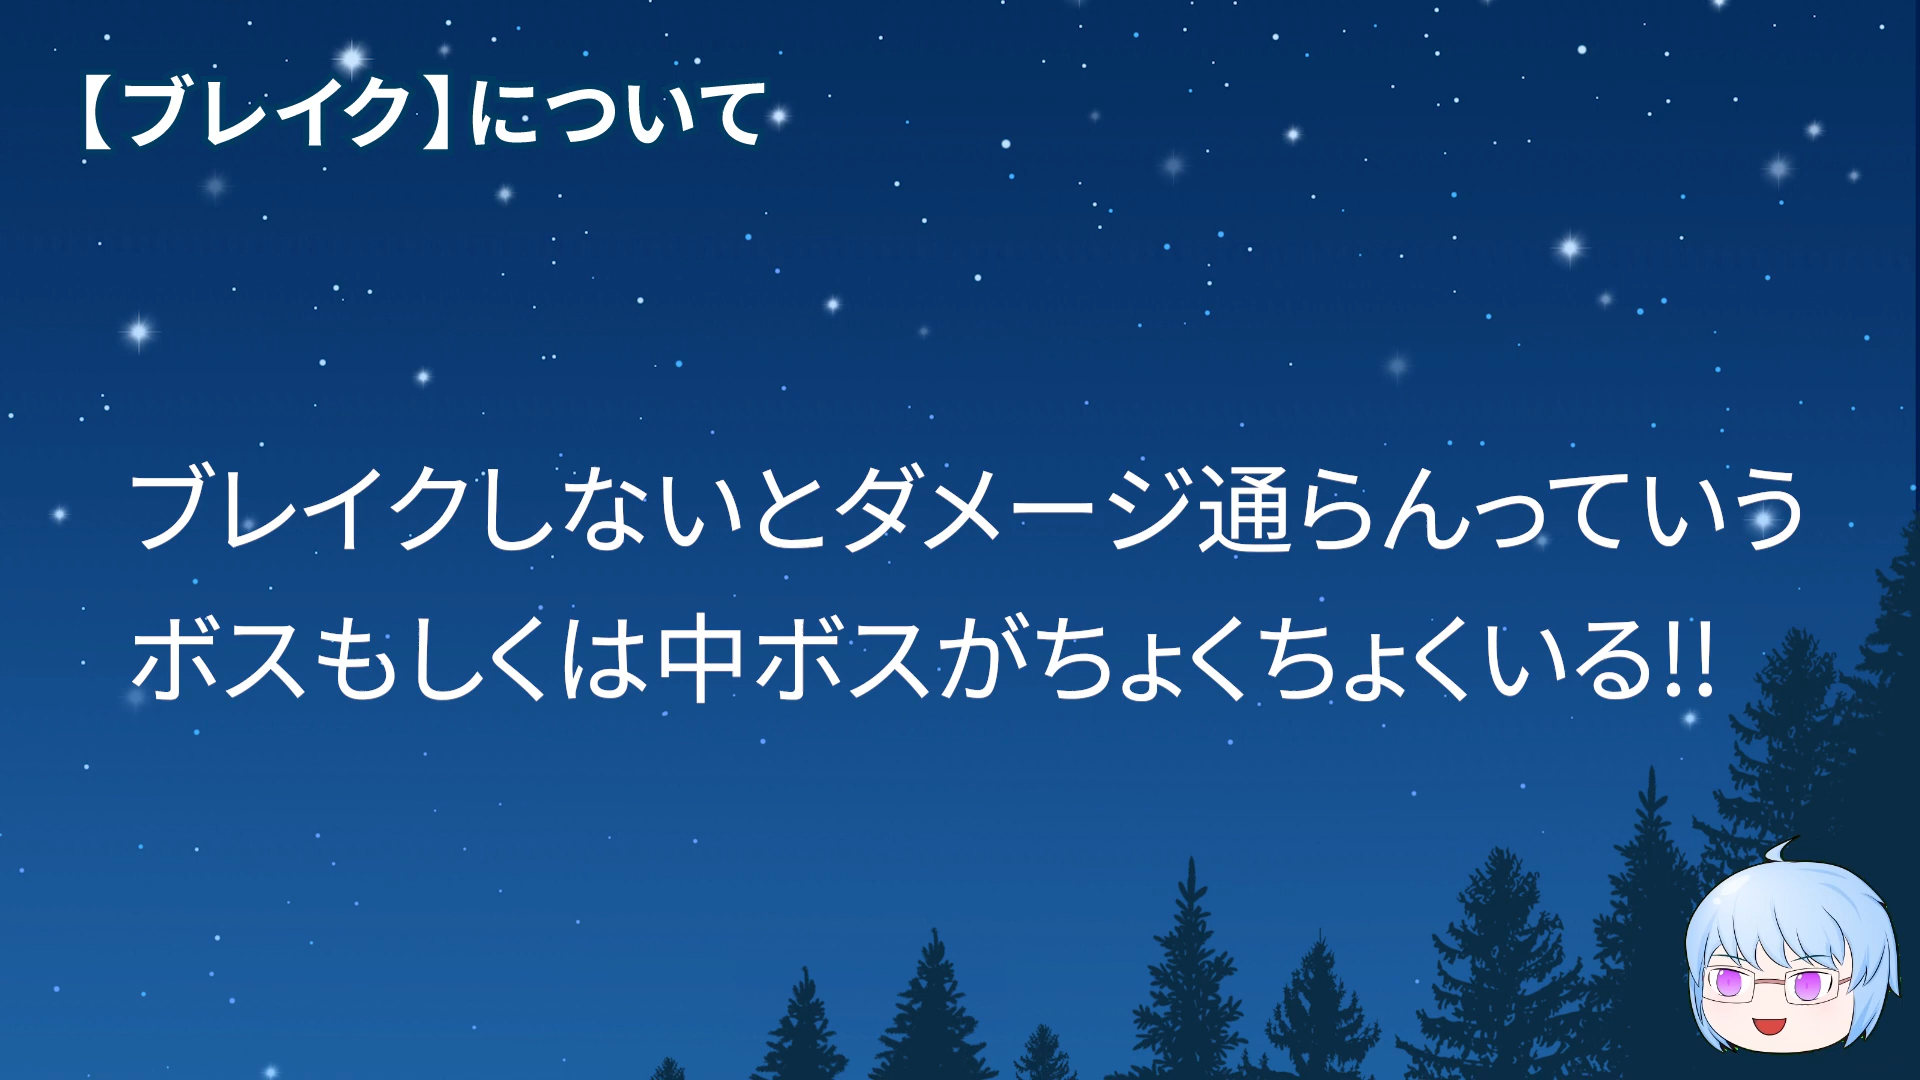 【ブレイク】について
ブレイクしないとダメージ通らんっていう
ボスもしくは中ボスがちょくちょくいる!!